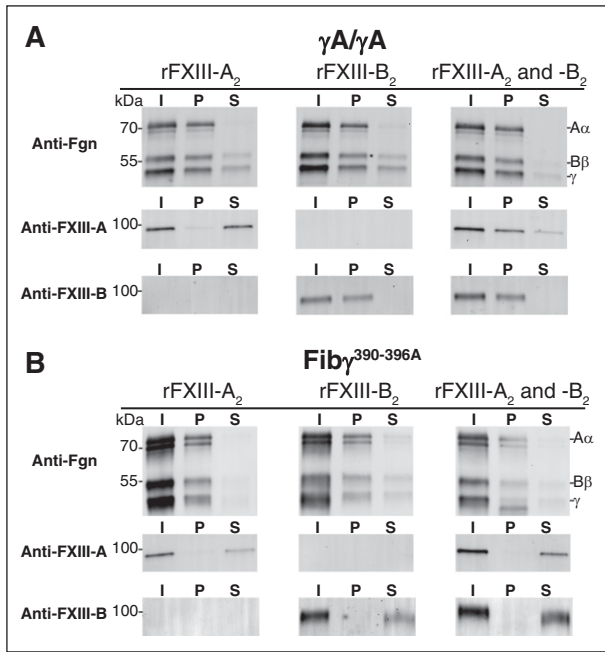 A
γA/γA
rFXIII-A2 rFXIII-B2 rFXIII-A2 and -B2
kDa I P S I P S I P S
Anti-Fgn 70- 55- -Aα -Bβ -γ
I P S I P S I P S
Anti-FXIII-A 100-
I P S I P S I P S
Anti-FXIII-B 100-
B
Fibγ390-396A
rFXIII-A2 rFXIII-B2 rFXIII-A2 and -B2
kDa I P S I P S I P S
Anti-Fgn 70- 55- -Aα -Bβ -γ
I P S I P S I P S
Anti-FXIII-A 100-
I P S I P S I P S
Anti-FXIII-B 100-